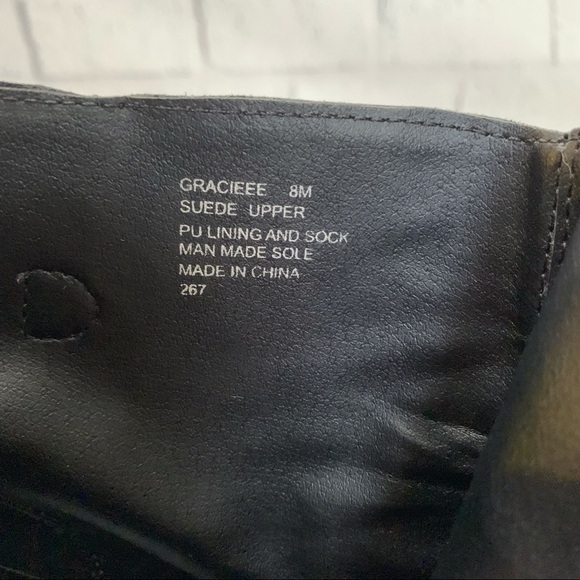 GRACIEEE 8M
SUEDE UPPER
PU LINING AND SOCK
MAN MADE SOLE
MADE IN CHINA
267